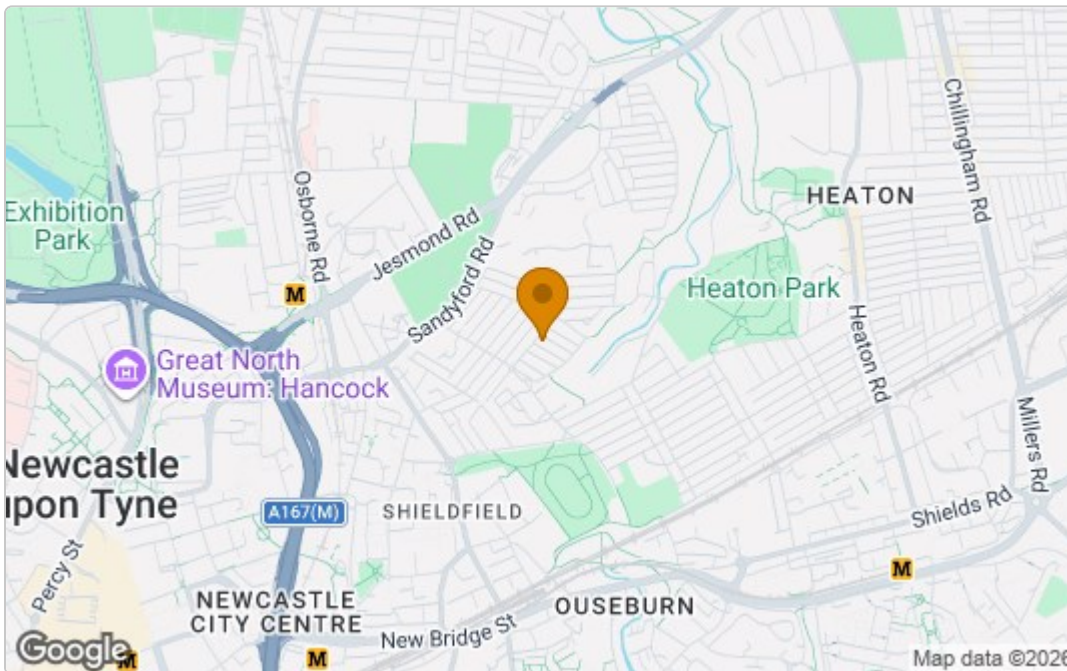 Exhibition
Park
Osborne Rd
Jesmond Rd
Sandyford Rd
HEATON
Chillingham Rd
Heaton Park
Heaton Rd
M
Great North
Museum: Hancock
Newcastle
upon Tyne
A167(M)
SHIELDFIELD
Millers Rd
Shields Rd
M
Percy St
NEWCASTLE
CITY CENTRE
OUSEBURN
New Bridge St
Google
M
M
Map data ©2026